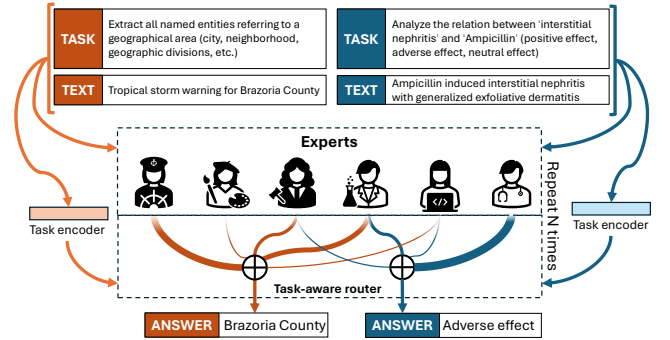 TASK
Extract all named entities referring to a
geographical area (city, neighborhood,
geographic divisions, etc.)
TEXT
Tropical storm warning for Brazoria County
TASK
Analyze the relation between 'interstitial
nephritis' and 'Ampicillin' (positive effect,
adverse effect, neutral effect)
TEXT
Ampicillin induced interstitial nephritis
with generalized exfoliative dermatitis
Experts
</>
Repeat N times
Task encoder
Task encoder
Task-aware router
ANSWER
Brazoria County
ANSWER
Adverse effect